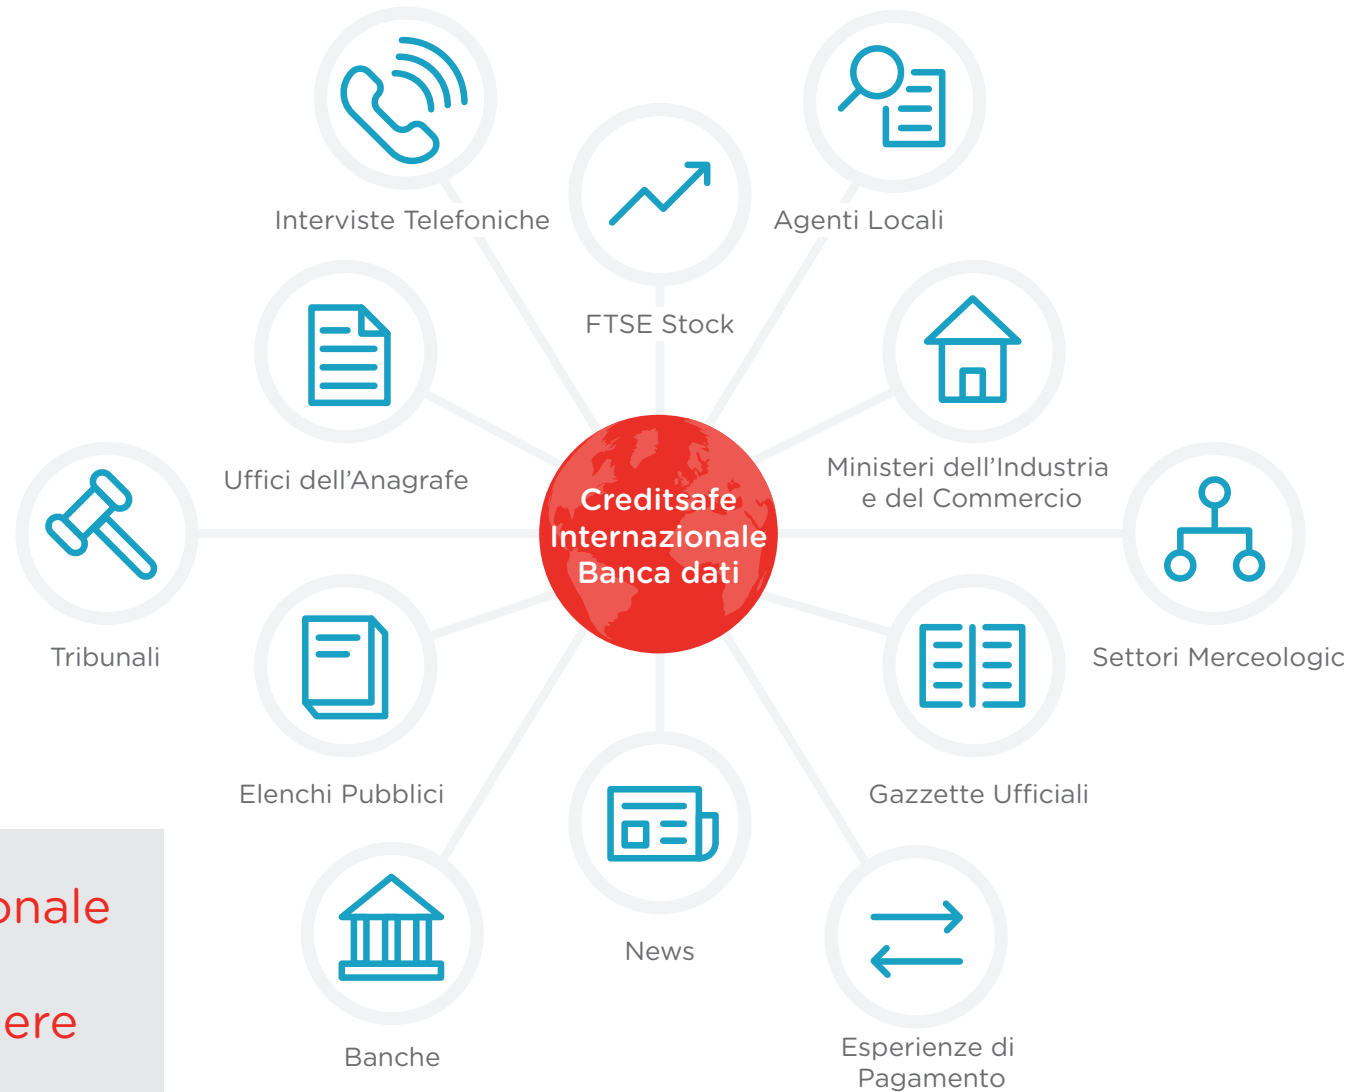 Interviste Telefoniche
Agenti Locali
FTSE Stock
Uffici dell'Anagrafe
Ministeri dell'Industria
e del Commercio
Creditsafe
Internazionale
Banca dati
Tribunali
Settori Merceologic
Elenchi Pubblici
Gazzette Ufficiali
onale
News
ere
Banche
Esperienze di
Pagamento